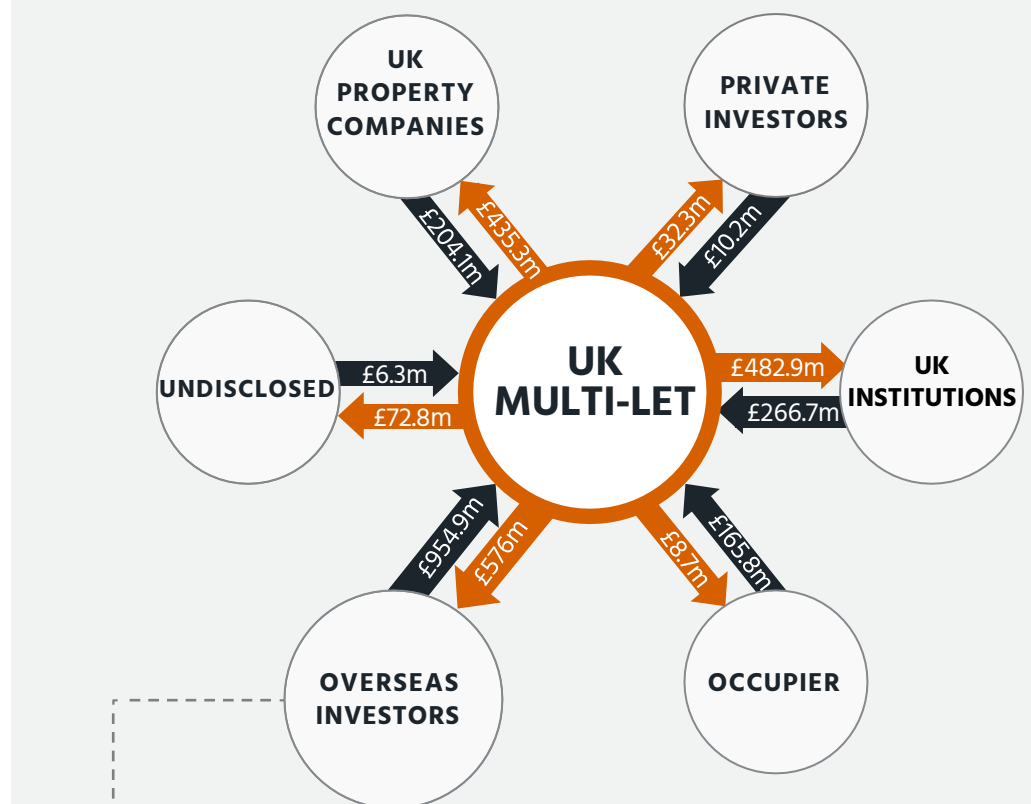 UK
PROPERTY
COMPANIES
PRIVATE
INVESTORS
£204.1m
£435.3m
£32.3m
£10.2m
UNDISCLOSED
£6.3m
£72.8m
UK
MULTI-LET
£482.9m
£266.7m
UK
INSTITUTIONS
£954.9m
£576m
£8.7m
£165.8m
OVERSEAS
INVESTORS
OCCUPIER